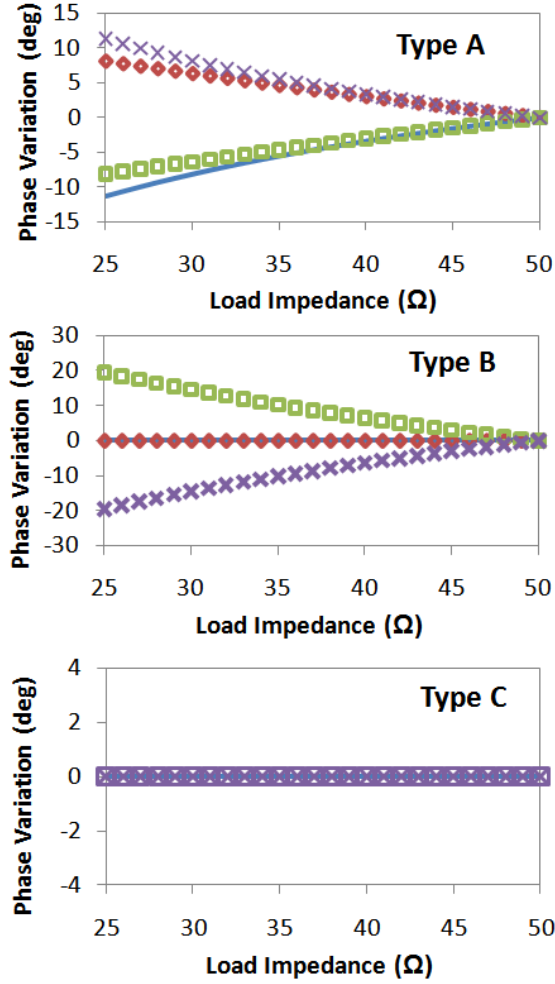 Type A
Phase Variation (deg)
15
10
5
0
-5
-10
-15
25 30 35 40 45 50
Load Impedance (Ω)
Type B
Phase Variation (deg)
30
20
10
0
-10
-20
-30
25 30 35 40 45 50
Load Impedance (Ω)
Type C
Phase Variation (deg)
4
2
0
-2
-4
25 30 35 40 45 50
Load Impedance (Ω)